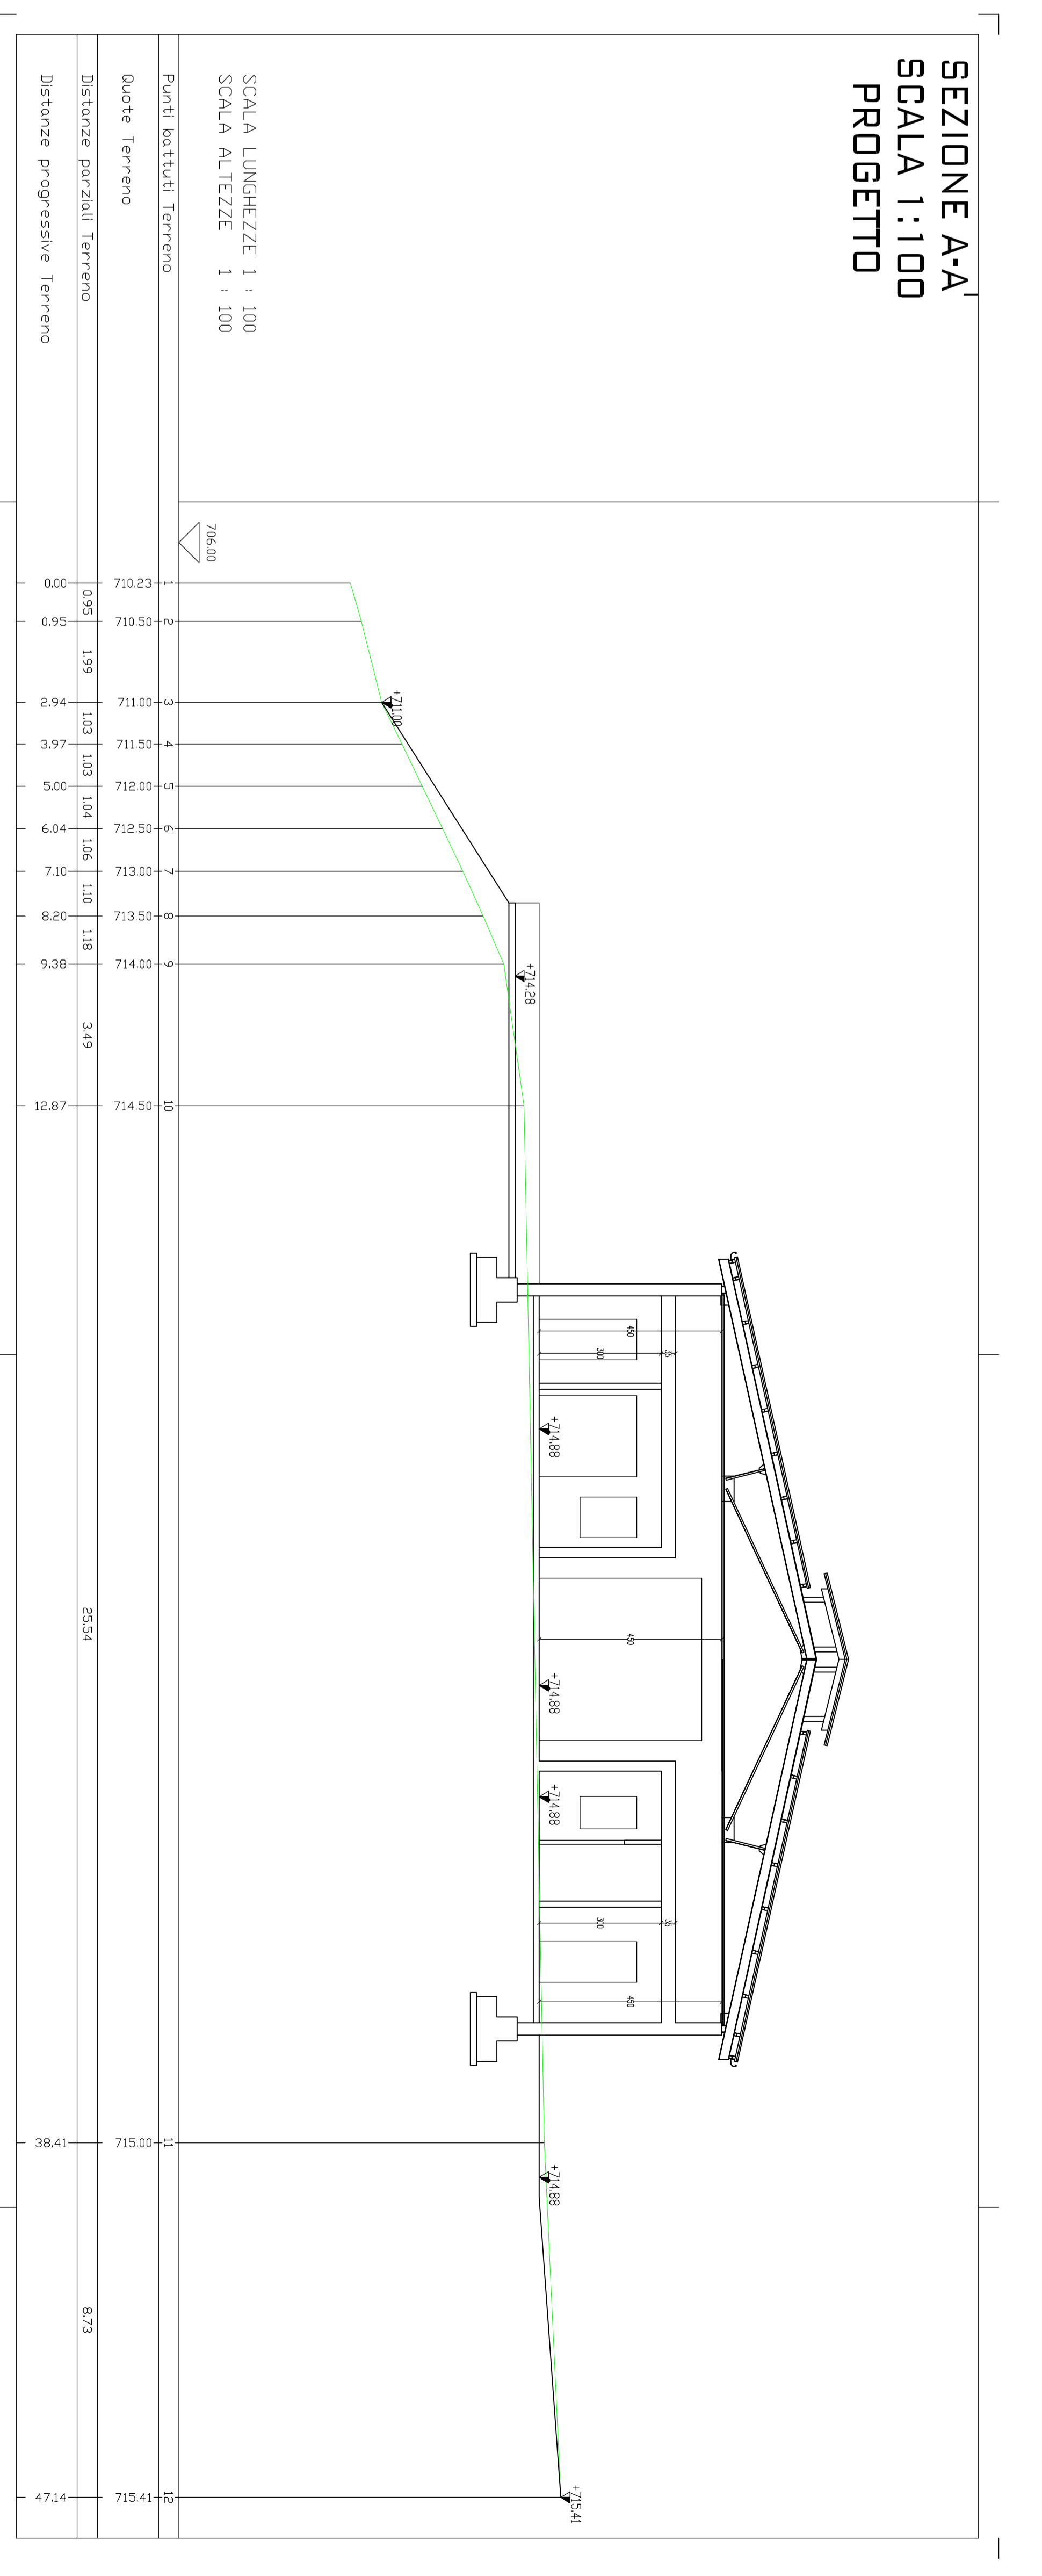 SEZIONE A-A'
SCALA 1:100
PROGETTO
SCALA LUNGHEZZE 1 : 100
SCALA ALTEZZE 1 : 100
706.00
+711.00
+714.28
+714.88
+714.88
+714.88
+714.88
+715.41
450
300
35
450
300
35
450
Punti battuti Terreno 1 2 3 4 5 6 7 8 9 10 11 12
Quote Terreno 710.23 710.50 711.00 711.50 712.00 712.50 713.00 713.50 714.00 714.50 715.00 715.41
Distanze parziali Terreno 0.95 1.99 1.03 1.03 1.04 1.06 1.10 1.18 3.49 25.54 8.73
Distanze progressive Terreno 0.00 0.95 2.94 3.97 5.00 6.04 7.10 8.20 9.38 12.87 38.41 47.14